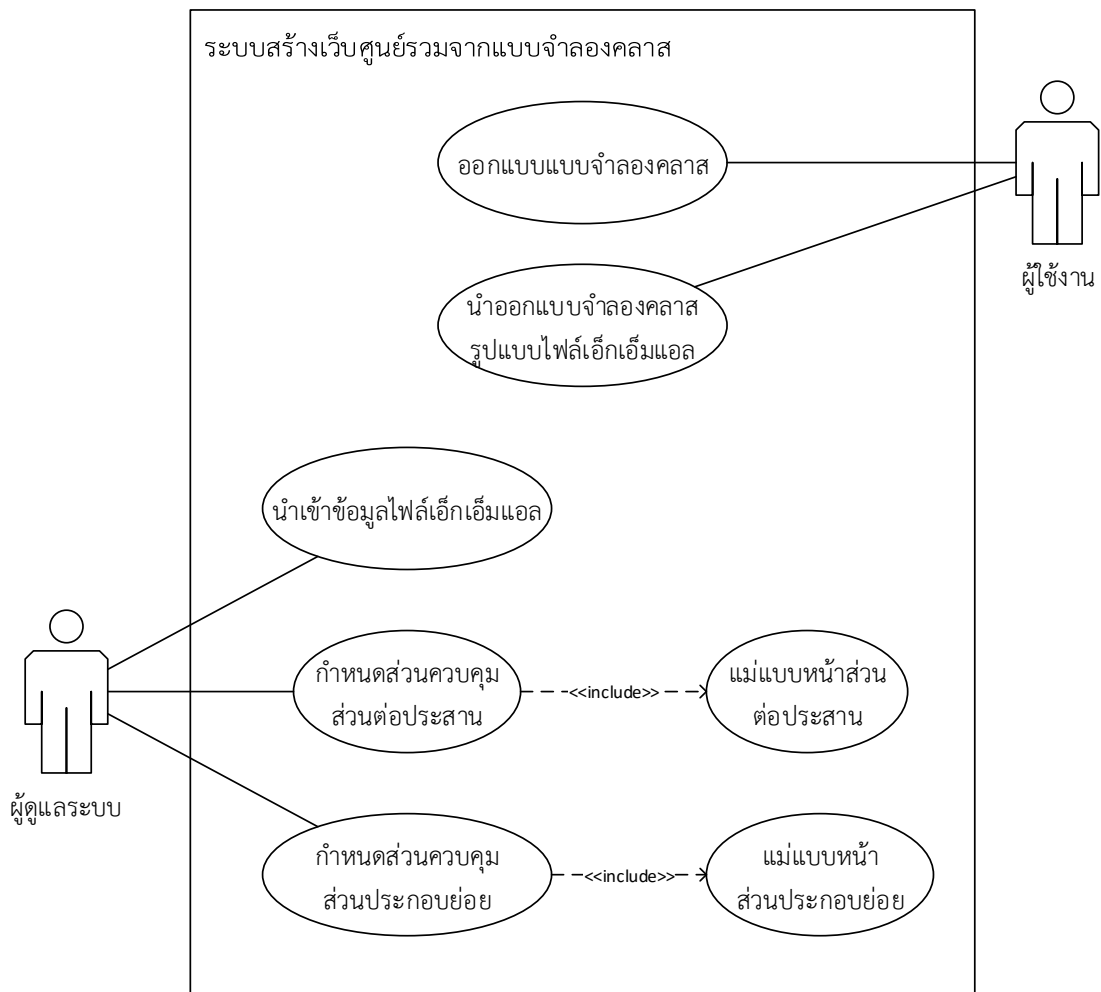 ระบบสร้างเว็บศูนย์รวมจากแบบจำลองคลาส
ออกแบบแบบจำลองคลาส
ผู้ใช้งาน
นำออกแบบจำลองคลาส
รูปแบบไฟล์เอ็กเอ็มแอล
นำเข้าข้อมูลไฟล์เอ็กเอ็มแอล
กำหนดส่วนควบคุม
ส่วนต่อประสาน
<<include>>
แม่แบบหน้าส่วน
ต่อประสาน
ผู้ดูแลระบบ
กำหนดส่วนควบคุม
ส่วนประกอบย่อย
<<include>>
แม่แบบหน้า
ส่วนประกอบย่อย